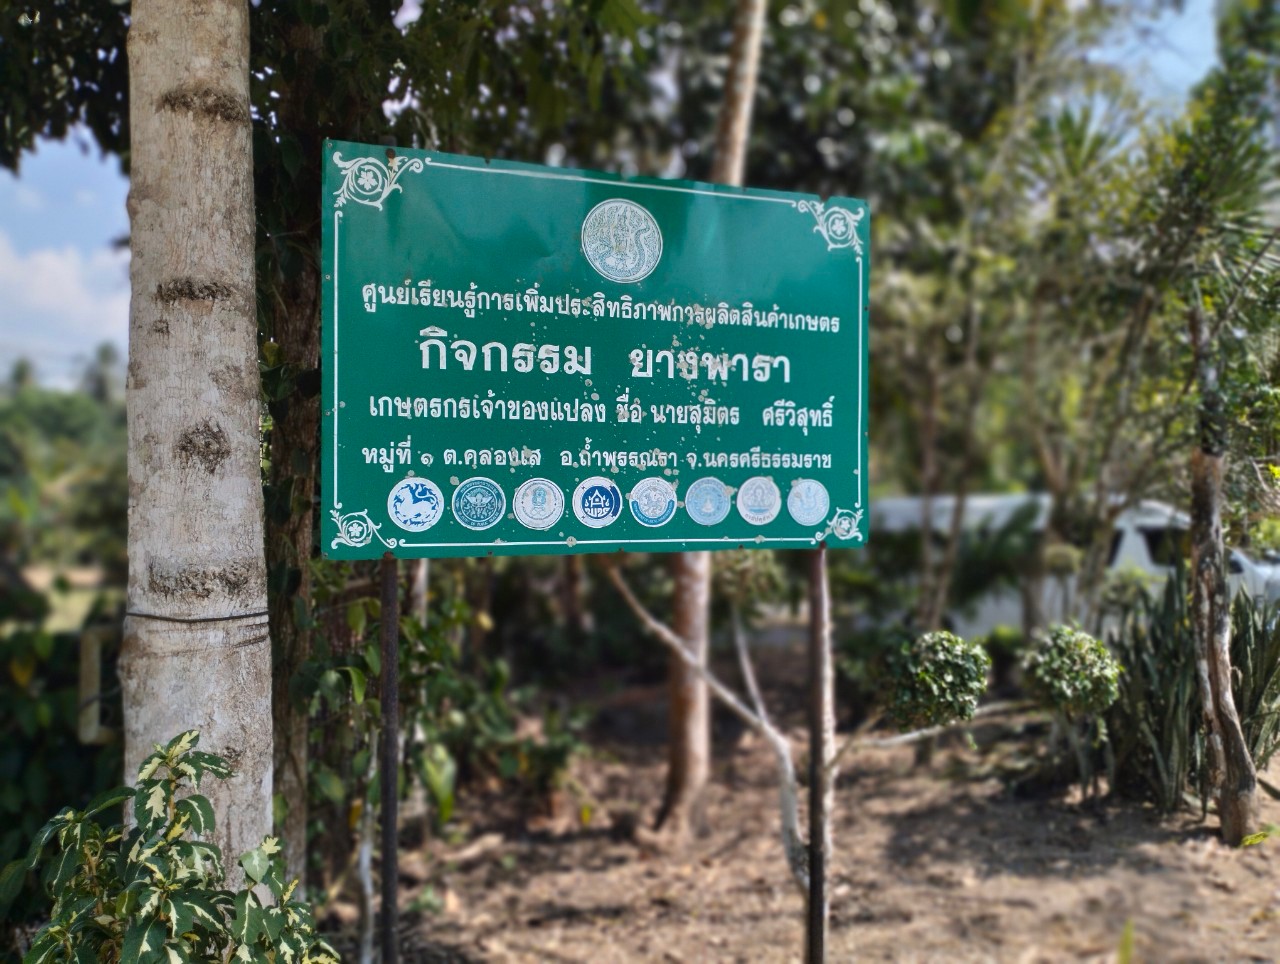 ศูนย์เรียนรู้การเพิ่มประสิทธิภาพการผลิตสินค้าเกษตร
กิจกรรม ยางพารา
เกษตรกรเจ้าของแปลง ชื่อ นายสุมิตร ศรีวิสุทธิ์
หมู่ที่ ๑ ต.คลองเส อ.ถ้ำพรรณรา จ.นครศรีธรรมราช